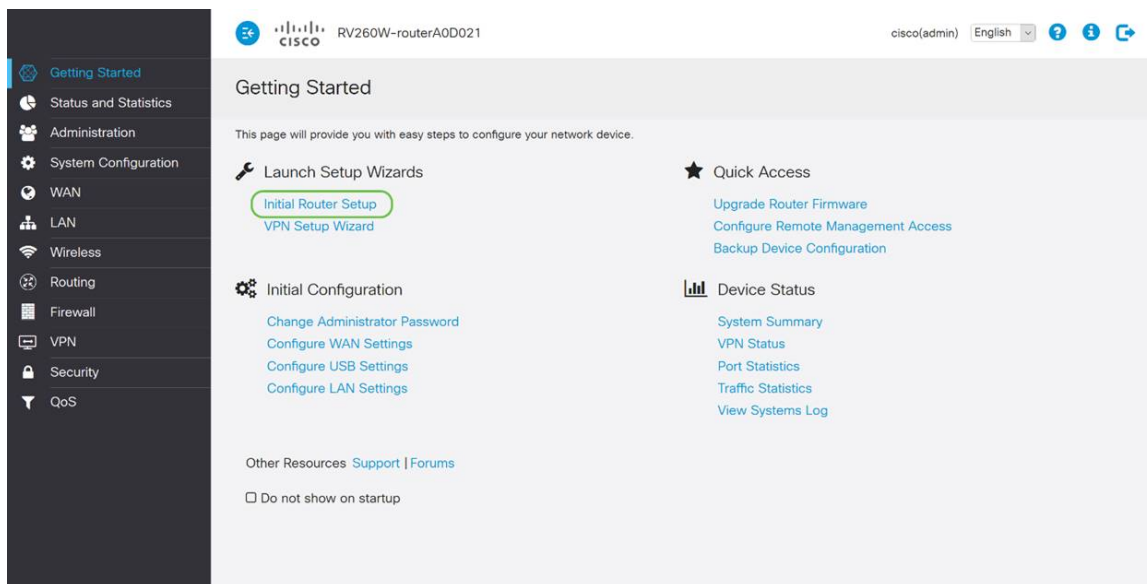 CISCO RV260W-routerA0D021 cisco(admin) English
Getting Started
Status and Statistics
Administration
System Configuration
WAN
LAN
Wireless
Routing
Firewall
VPN
Security
QoS
Getting Started
This page will provide you with easy steps to configure your network device.
Launch Setup Wizards
Initial Router Setup
VPN Setup Wizard
Quick Access
Upgrade Router Firmware
Configure Remote Management Access
Backup Device Configuration
Initial Configuration
Change Administrator Password
Configure WAN Settings
Configure USB Settings
Configure LAN Settings
Device Status
System Summary
VPN Status
Port Statistics
Traffic Statistics
View Systems Log
Other Resources Support | Forums
Do not show on startup